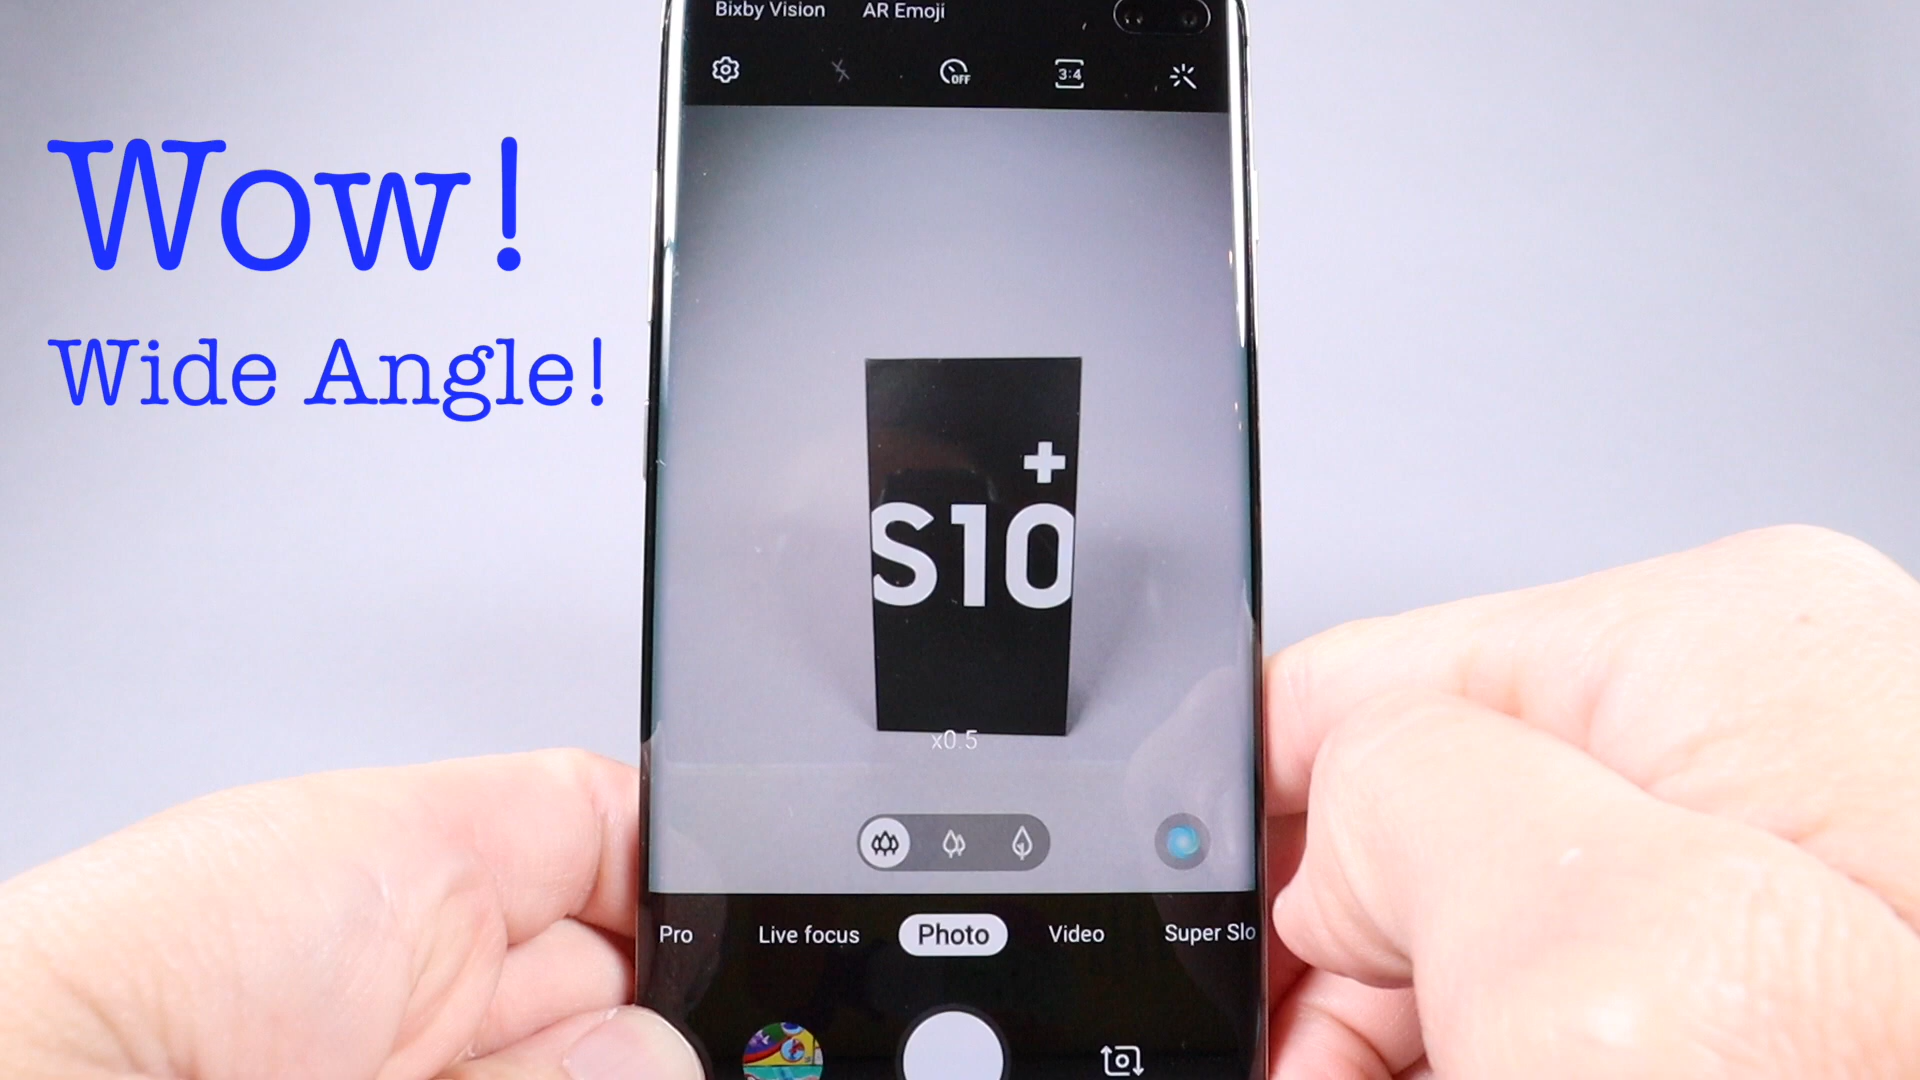 Bixby Vision AR Emoji
OFF 3:4
Wow!
Wide Angle!
+
S10
x0.5
Pro Live focus Photo Video Super Slo